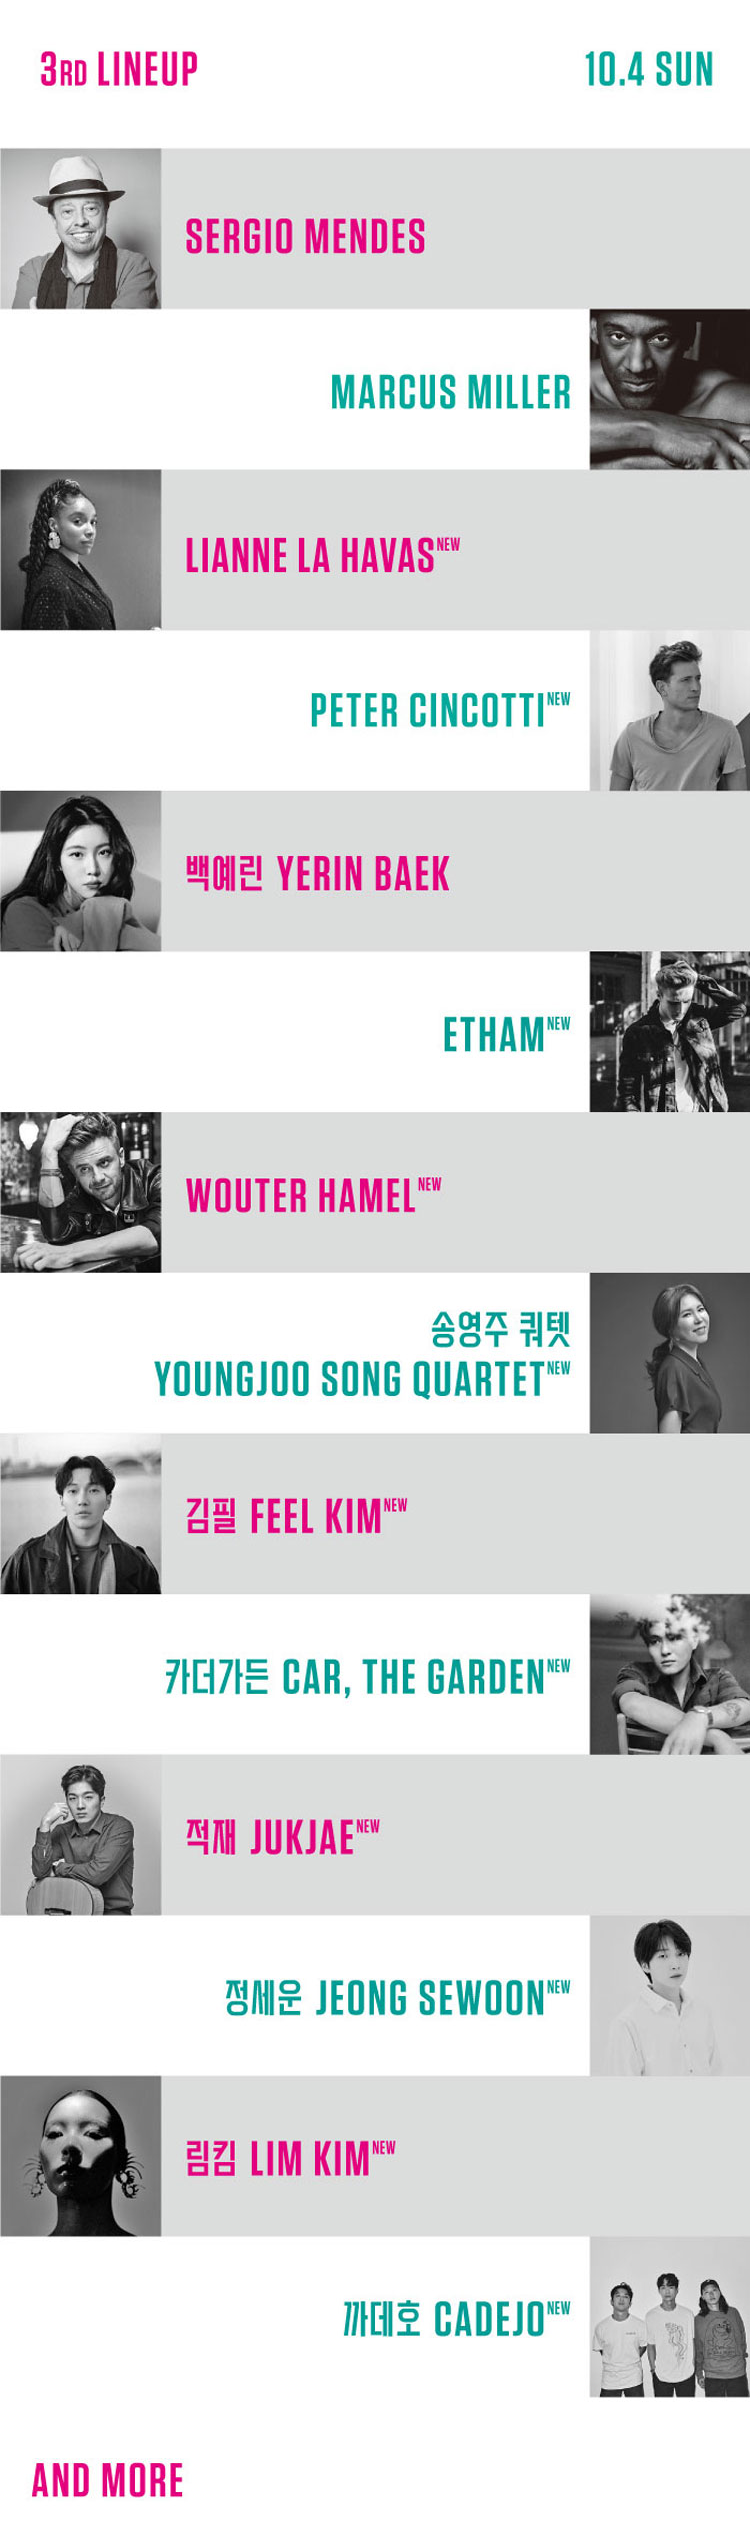 3RD LINEUP
10.4 SUN
SERGIO MENDES
MARCUS MILLER
LIANNE LA HAVAS NEW
PETER CINCOTTI NEW
백예린 YERIN BAEK
ETHAM NEW
WOUTER HAMEL NEW
송영주 쿼텟
YOUNGJOO SONG QUARTET NEW
김필 FEEL KIM NEW
카더가든 CAR, THE GARDEN NEW
적재 JUKJAE NEW
정세운 JEONG SEWOON NEW
림킴 LIM KIM NEW
까데호 CADEJO NEW
AND MORE